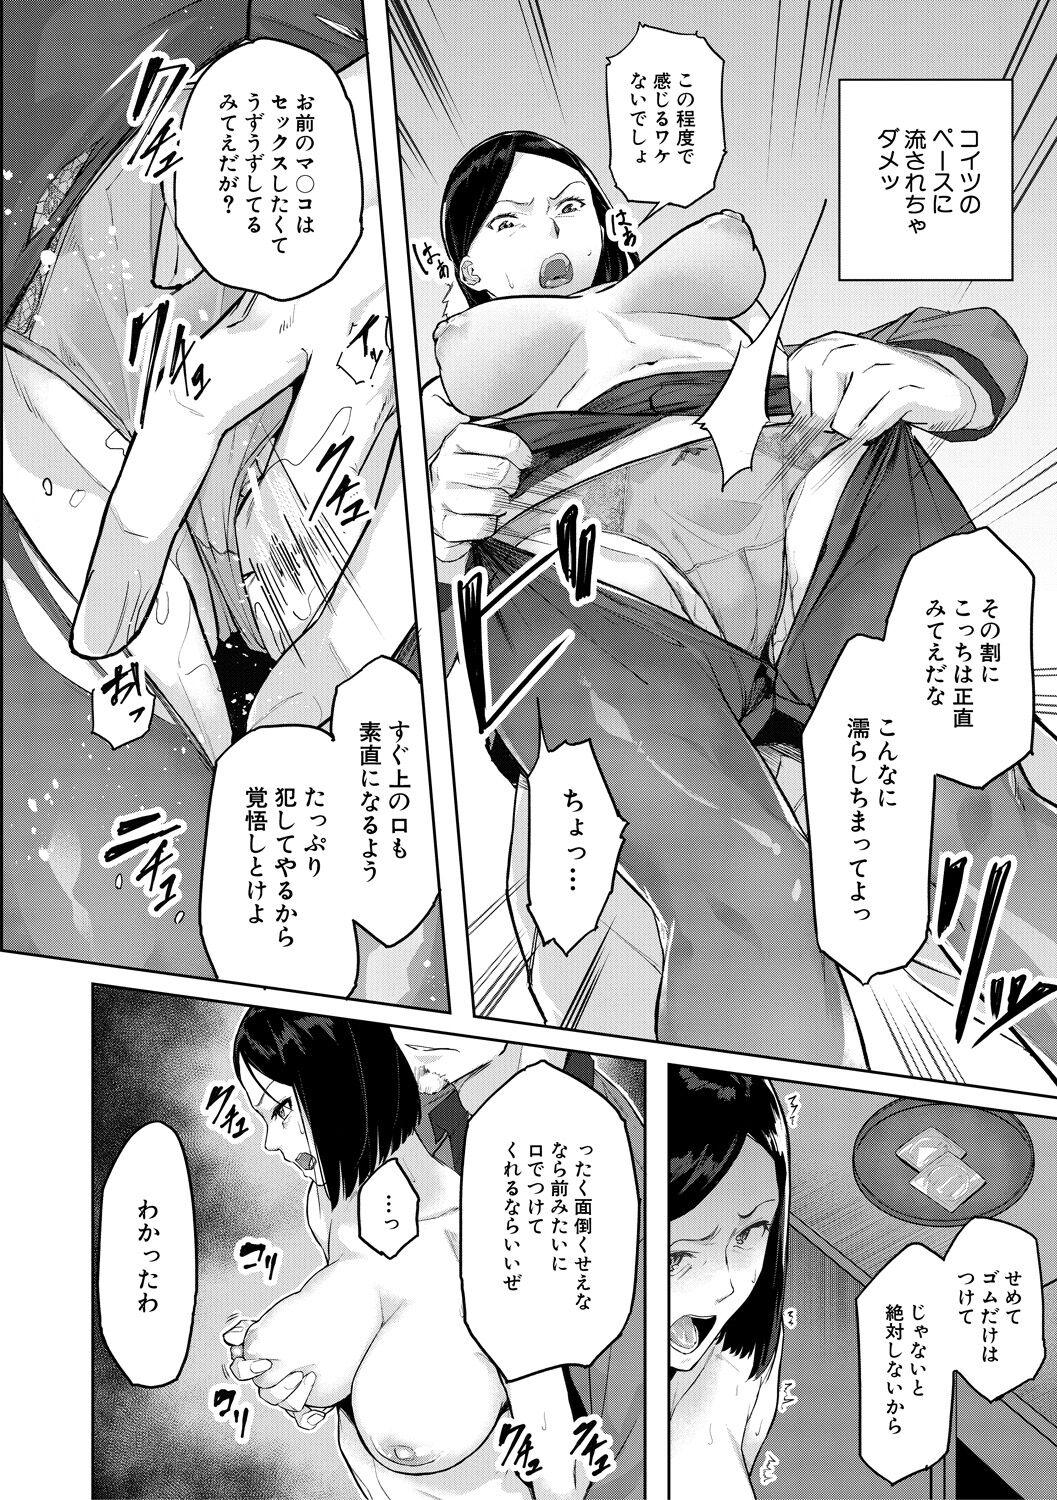 コイツの
ペースに
流されちゃ
ダメッ
この程度で
感じるワケ
ないでしょ
はぁ
はぁ
その割に
こっちは正直
みてえだな
こんなに
濡らしちまってよっ
ちょっ…
お前のマ〇コは
セックスしたくて
うずうずしてる
みてえだが?
クチュ
クチュ
グチュ
おっ
クチュ
すぐ上の口も
素直になるよう
たっぷり
犯してやるから
覚悟しとけよ
せめて
ゴムだけは
つけて
じゃないと
絶対しないから
ったく面倒くせえな
なら前みたいに
口でつけて
くれるならいいぜ
…っ
わかったわ
クチュ
コリ
コリ
クチュ
クチュ